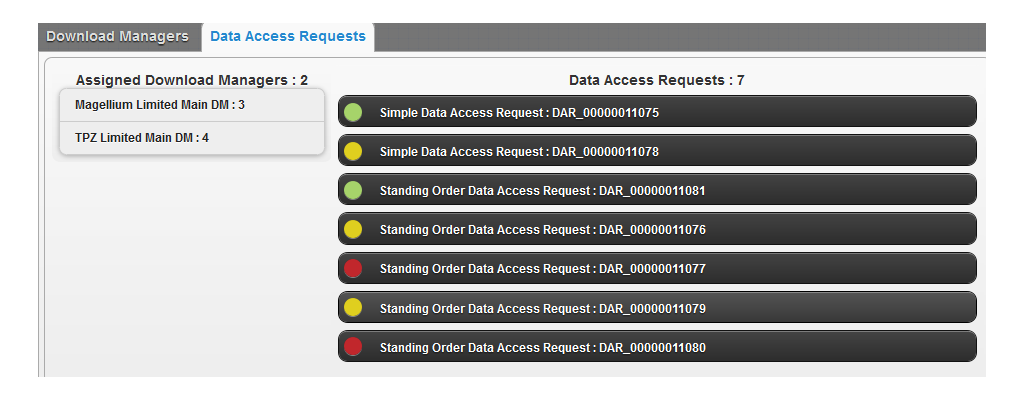 Download Managers Data Access Requests
Assigned Download Managers : 2
Magellium Limited Main DM : 3
TPZ Limited Main DM : 4
Data Access Requests : 7
Simple Data Access Request : DAR_00000011075
Simple Data Access Request : DAR_00000011078
Standing Order Data Access Request : DAR_00000011081
Standing Order Data Access Request : DAR_00000011076
Standing Order Data Access Request : DAR_00000011077
Standing Order Data Access Request : DAR_00000011079
Standing Order Data Access Request : DAR_00000011080